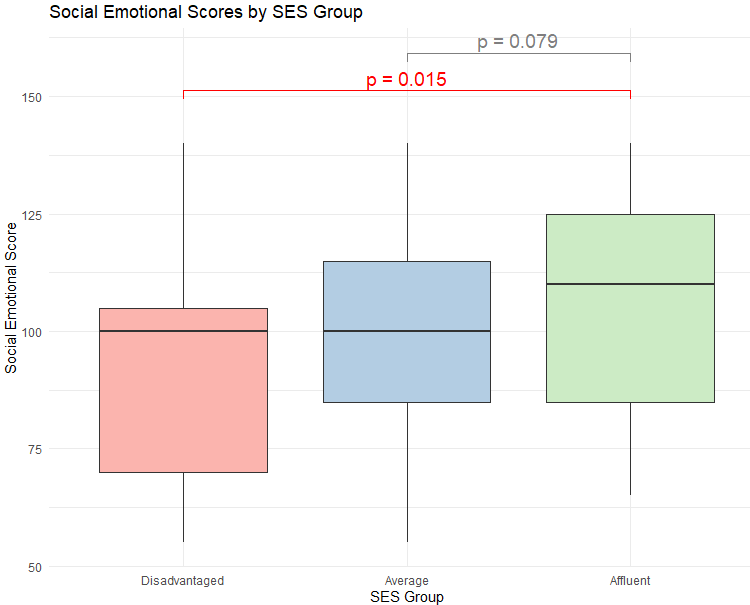 Social Emotional Scores by SES Group
p = 0.079
p = 0.015
150
125
100
75
50
Social Emotional Score
Disadvantaged
Average
Affluent
SES Group